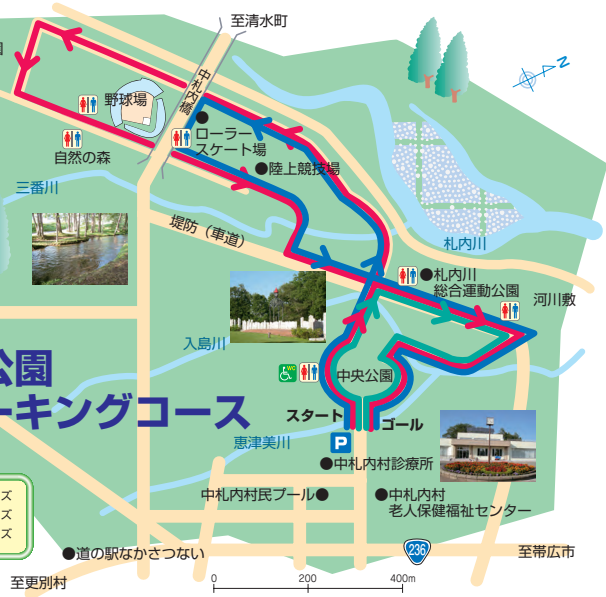 至清水町
園
中札内橋
野球場
ローラー
スケート場
陸上競技場
自然の森
三番川
堤防（車道）
札内川
札内川
総合運動公園
河川敷
入島川
WC
中央公園
公園
ーキングコース
スタート
ゴール
恵津美川
P
中札内村診療所
中札内村民プール
中札内村
老人保健福祉センター
ズ
ズ
ズ
道の駅なかさつない
236
至帯広市
至更別村
0 200 400m
N